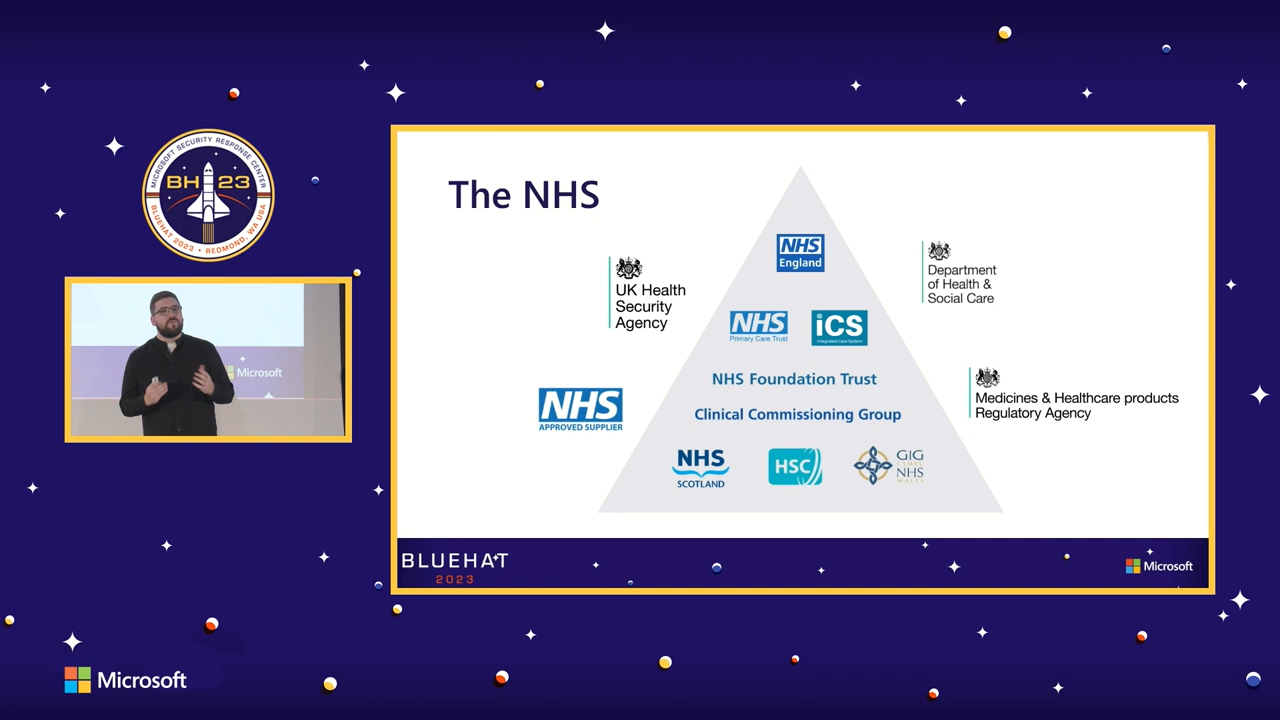 MICROSOFT SECURITY RESPONSE CENTER
BH 23
BLUEHAT 2023 • REDMOND, WA USA
Microsoft
The NHS
NHS
England
UK Health
Security
Agency
Department
of Health &
Social Care
NHS
Primary Care Trust
iCS
Integrated Care System
NHS Foundation Trust
Medicines & Healthcare products
Regulatory Agency
NHS
APPROVED SUPPLIER
Clinical Commissioning Group
NHS
SCOTLAND
HSC
GIG
CYMRU
NHS
WALES
BLUEHAT
2023
Microsoft
Microsoft